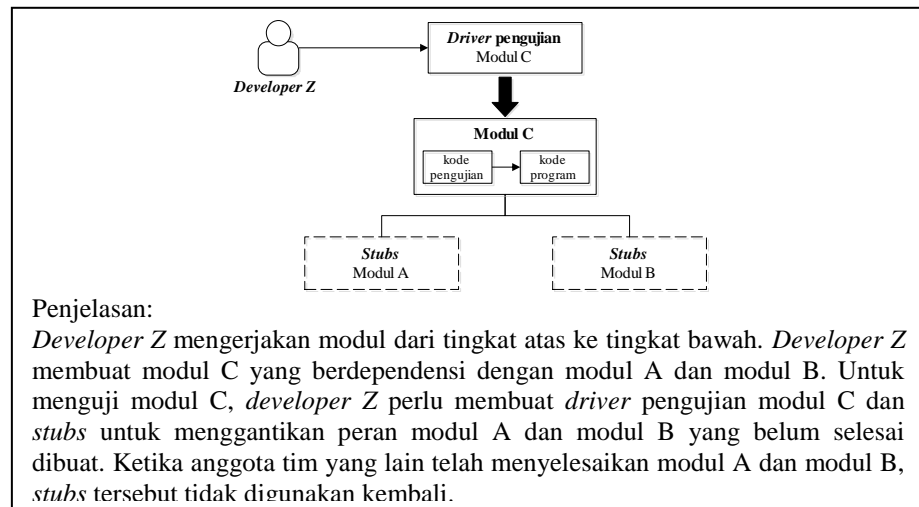 Driver pengujian
Modul C
Developer Z
Modul C
kode
pengujian
kode
program
Stubs
Modul A
Stubs
Modul B
Penjelasan:
Developer Z mengerjakan modul dari tingkat atas ke tingkat bawah. Developer Z
membuat modul C yang berdependensi dengan modul A dan modul B. Untuk
menguji modul C, developer Z perlu membuat driver pengujian modul C dan
stubs untuk menggantikan peran modul A dan modul B yang belum selesai
dibuat. Ketika anggota tim yang lain telah menyelesaikan modul A dan modul B,
stubs tersebut tidak digunakan kembali.